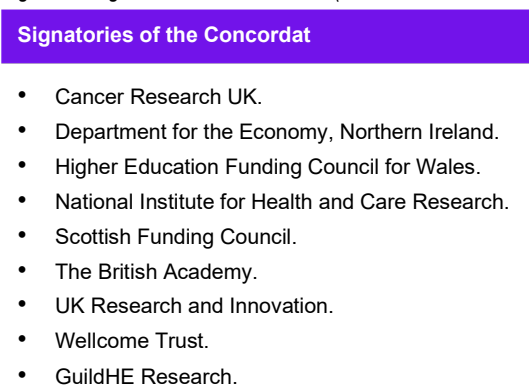 Signatories of the Concordat
• Cancer Research UK.
• Department for the Economy, Northern Ireland.
• Higher Education Funding Council for Wales.
• National Institute for Health and Care Research.
• Scottish Funding Council.
• The British Academy.
• UK Research and Innovation.
• Wellcome Trust.
• GuildHE Research.